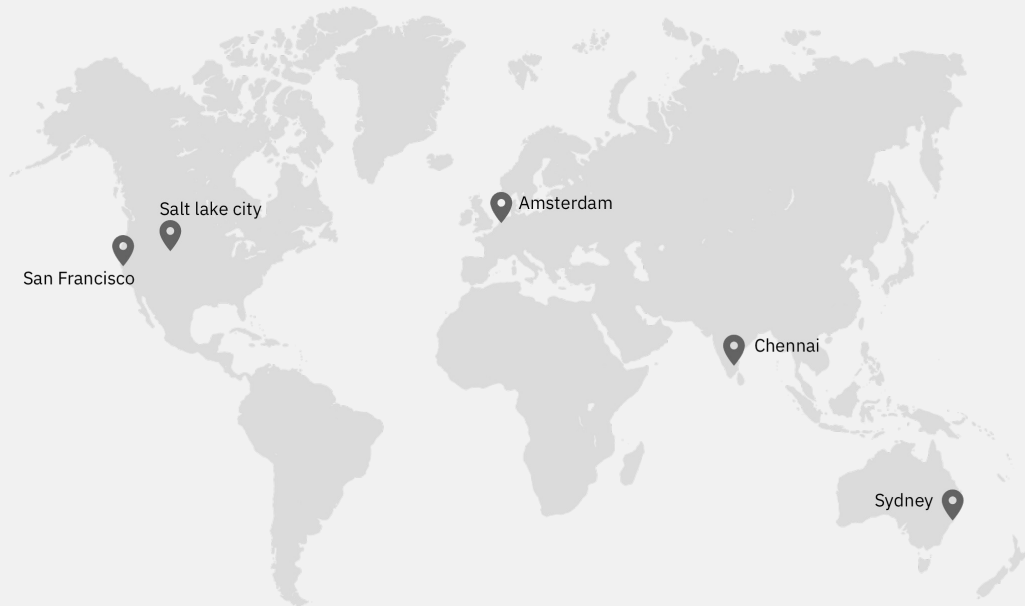 Amsterdam
Salt lake city
San Francisco
Chennai
Sydney